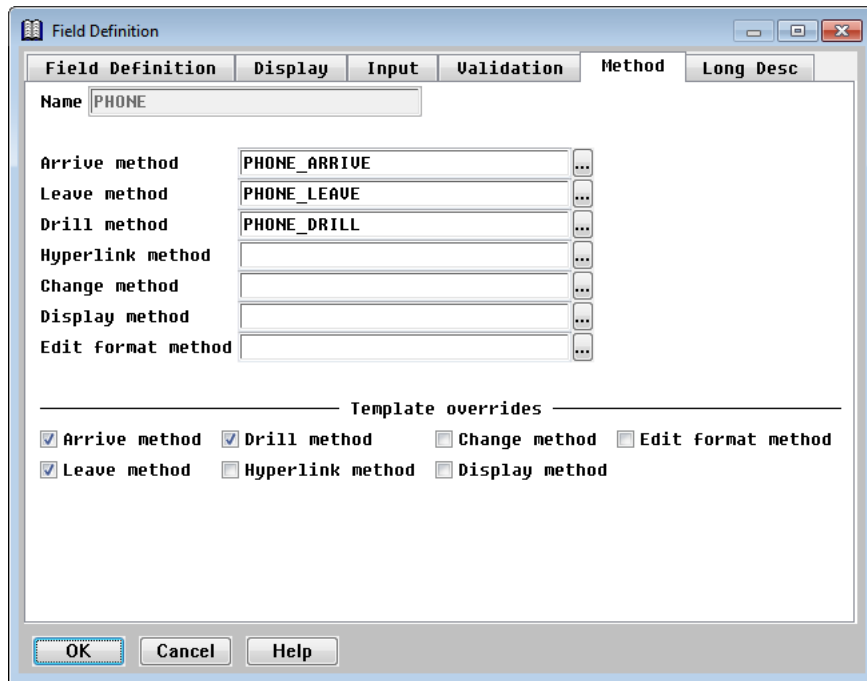 Field Definition
Field Definition Display Input Validation Method Long Desc
Name PHONE
Arrive method PHONE_ARRIVE ...
Leave method PHONE_LEAVE ...
Drill method PHONE_DRILL ...
Hyperlink method ...
Change method ...
Display method ...
Edit format method ...
Template overrides
Arrive method Drill method Change method Edit format method
Leave method Hyperlink method Display method
OK Cancel Help